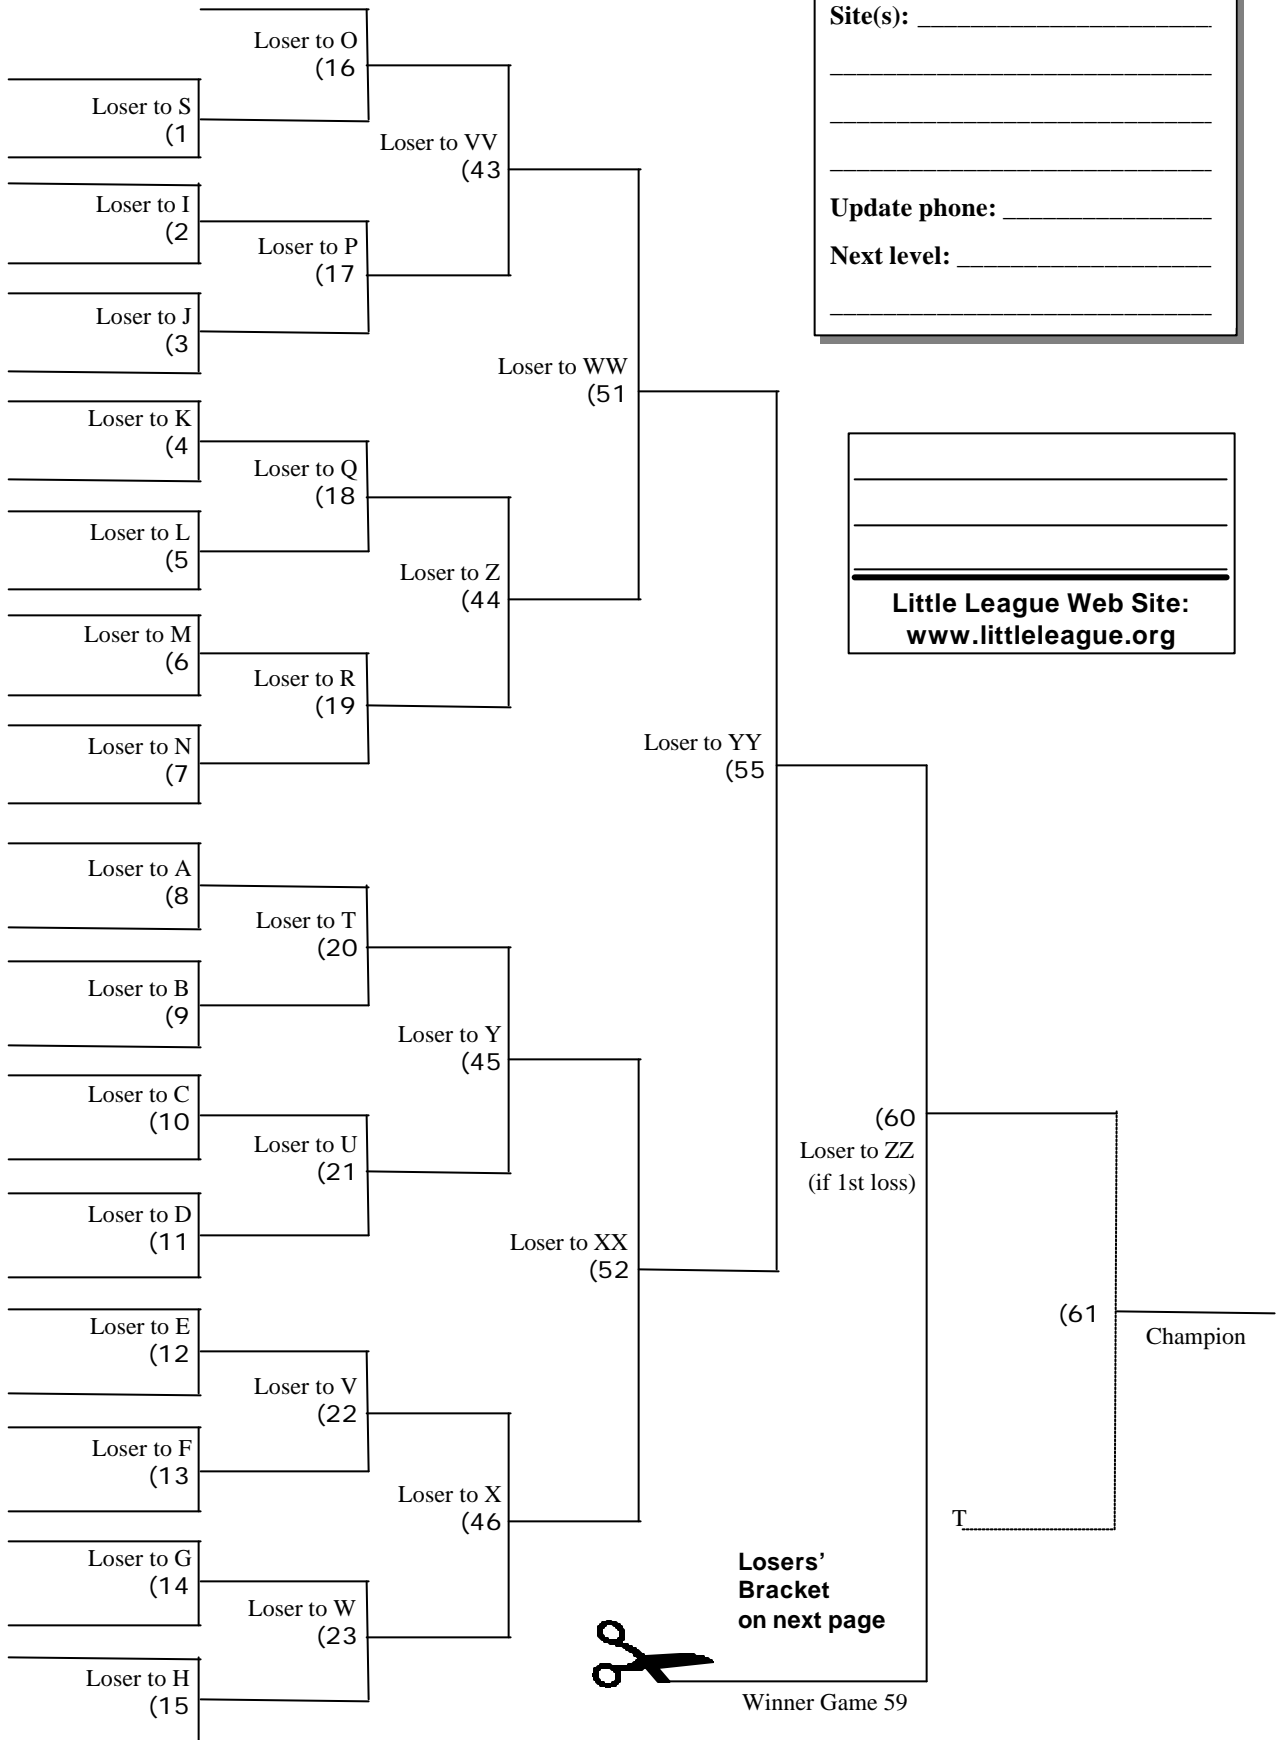 Site(s): ______________________
Loser to O
(16
Loser to S
(1
Loser to VV
(43
Loser to I
(2
Update phone: ________________
Loser to P
(17
Next level: ___________________
Loser to J
(3
Loser to WW
(51
Loser to K
(4
Loser to Q
(18
Loser to L
(5
Loser to Z
(44
Little League Web Site:
www.littleleague.org
Loser to M
(6
Loser to R
(19
Loser to N
(7
Loser to YY
(55
Loser to A
(8
Loser to T
(20
Loser to B
(9
Loser to Y
(45
Loser to C
(10
(60
Loser to ZZ
(if 1st loss)
Loser to U
(21
Loser to D
(11
Loser to XX
(52
Loser to E
(12
(61
Champion
Loser to V
(22
Loser to F
(13
Loser to X
(46
T
Loser to G
(14
Losers’
Bracket
on next page
Loser to W
(23
Loser to H
(15
Winner Game 59